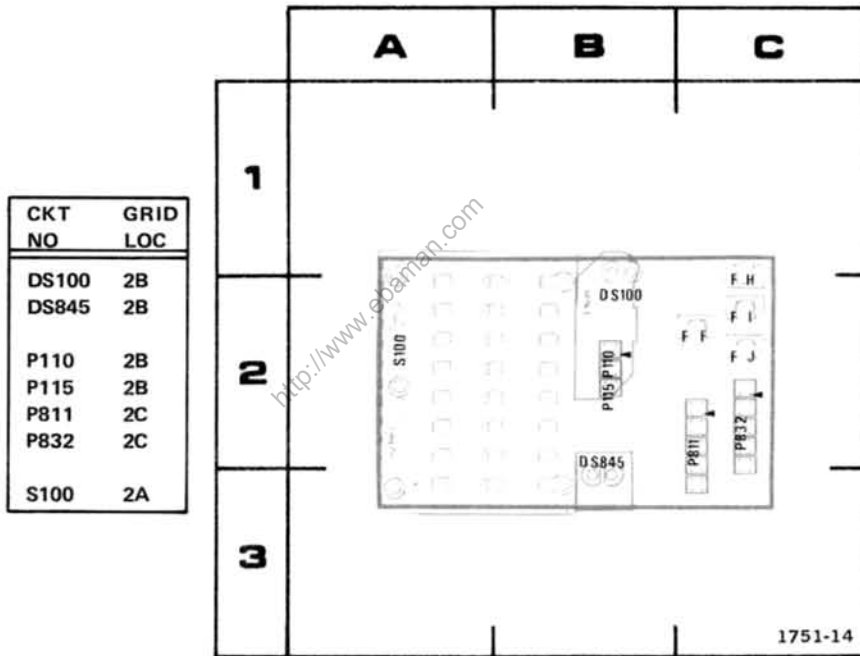 A B C
1
2
3
CKT NO GRID LOC
DS100 2B
DS845 2B
P110 2B
P115 2B
P811 2C
P832 2C
S100 2A
http://www.ebaman.com
S100
DS100
P110
P115
DS845
P811
P832
F H
F I
F F
F J
1751-14